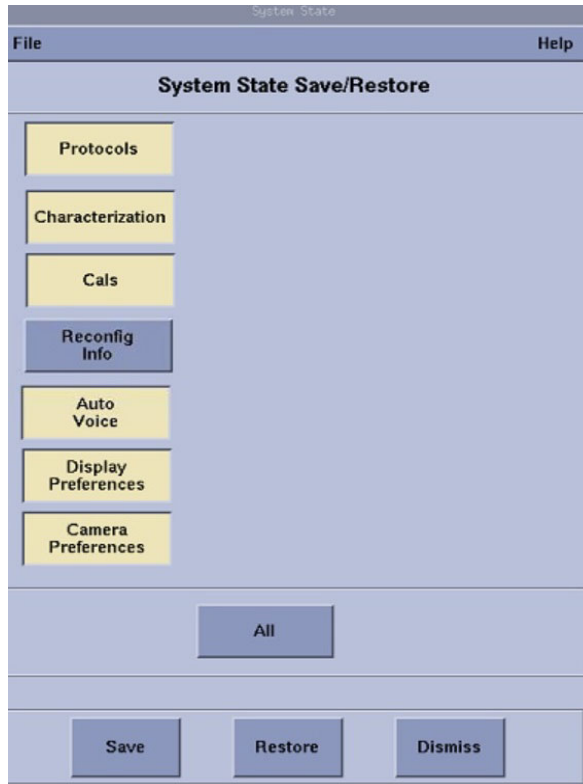 System State
File Help
System State Save/Restore
Protocols
Characterization
Cals
Reconfig
Info
Auto
Voice
Display
Preferences
Camera
Preferences
All
Save Restore Dismiss